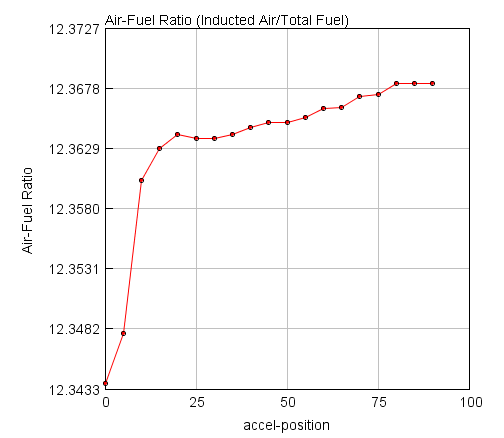 Air-Fuel Ratio (Inducted Air/Total Fuel)
12.3727
12.3678
12.3629
12.3580
12.3531
12.3482
12.3433
Air-Fuel Ratio
0 25 50 75 100
accel-position